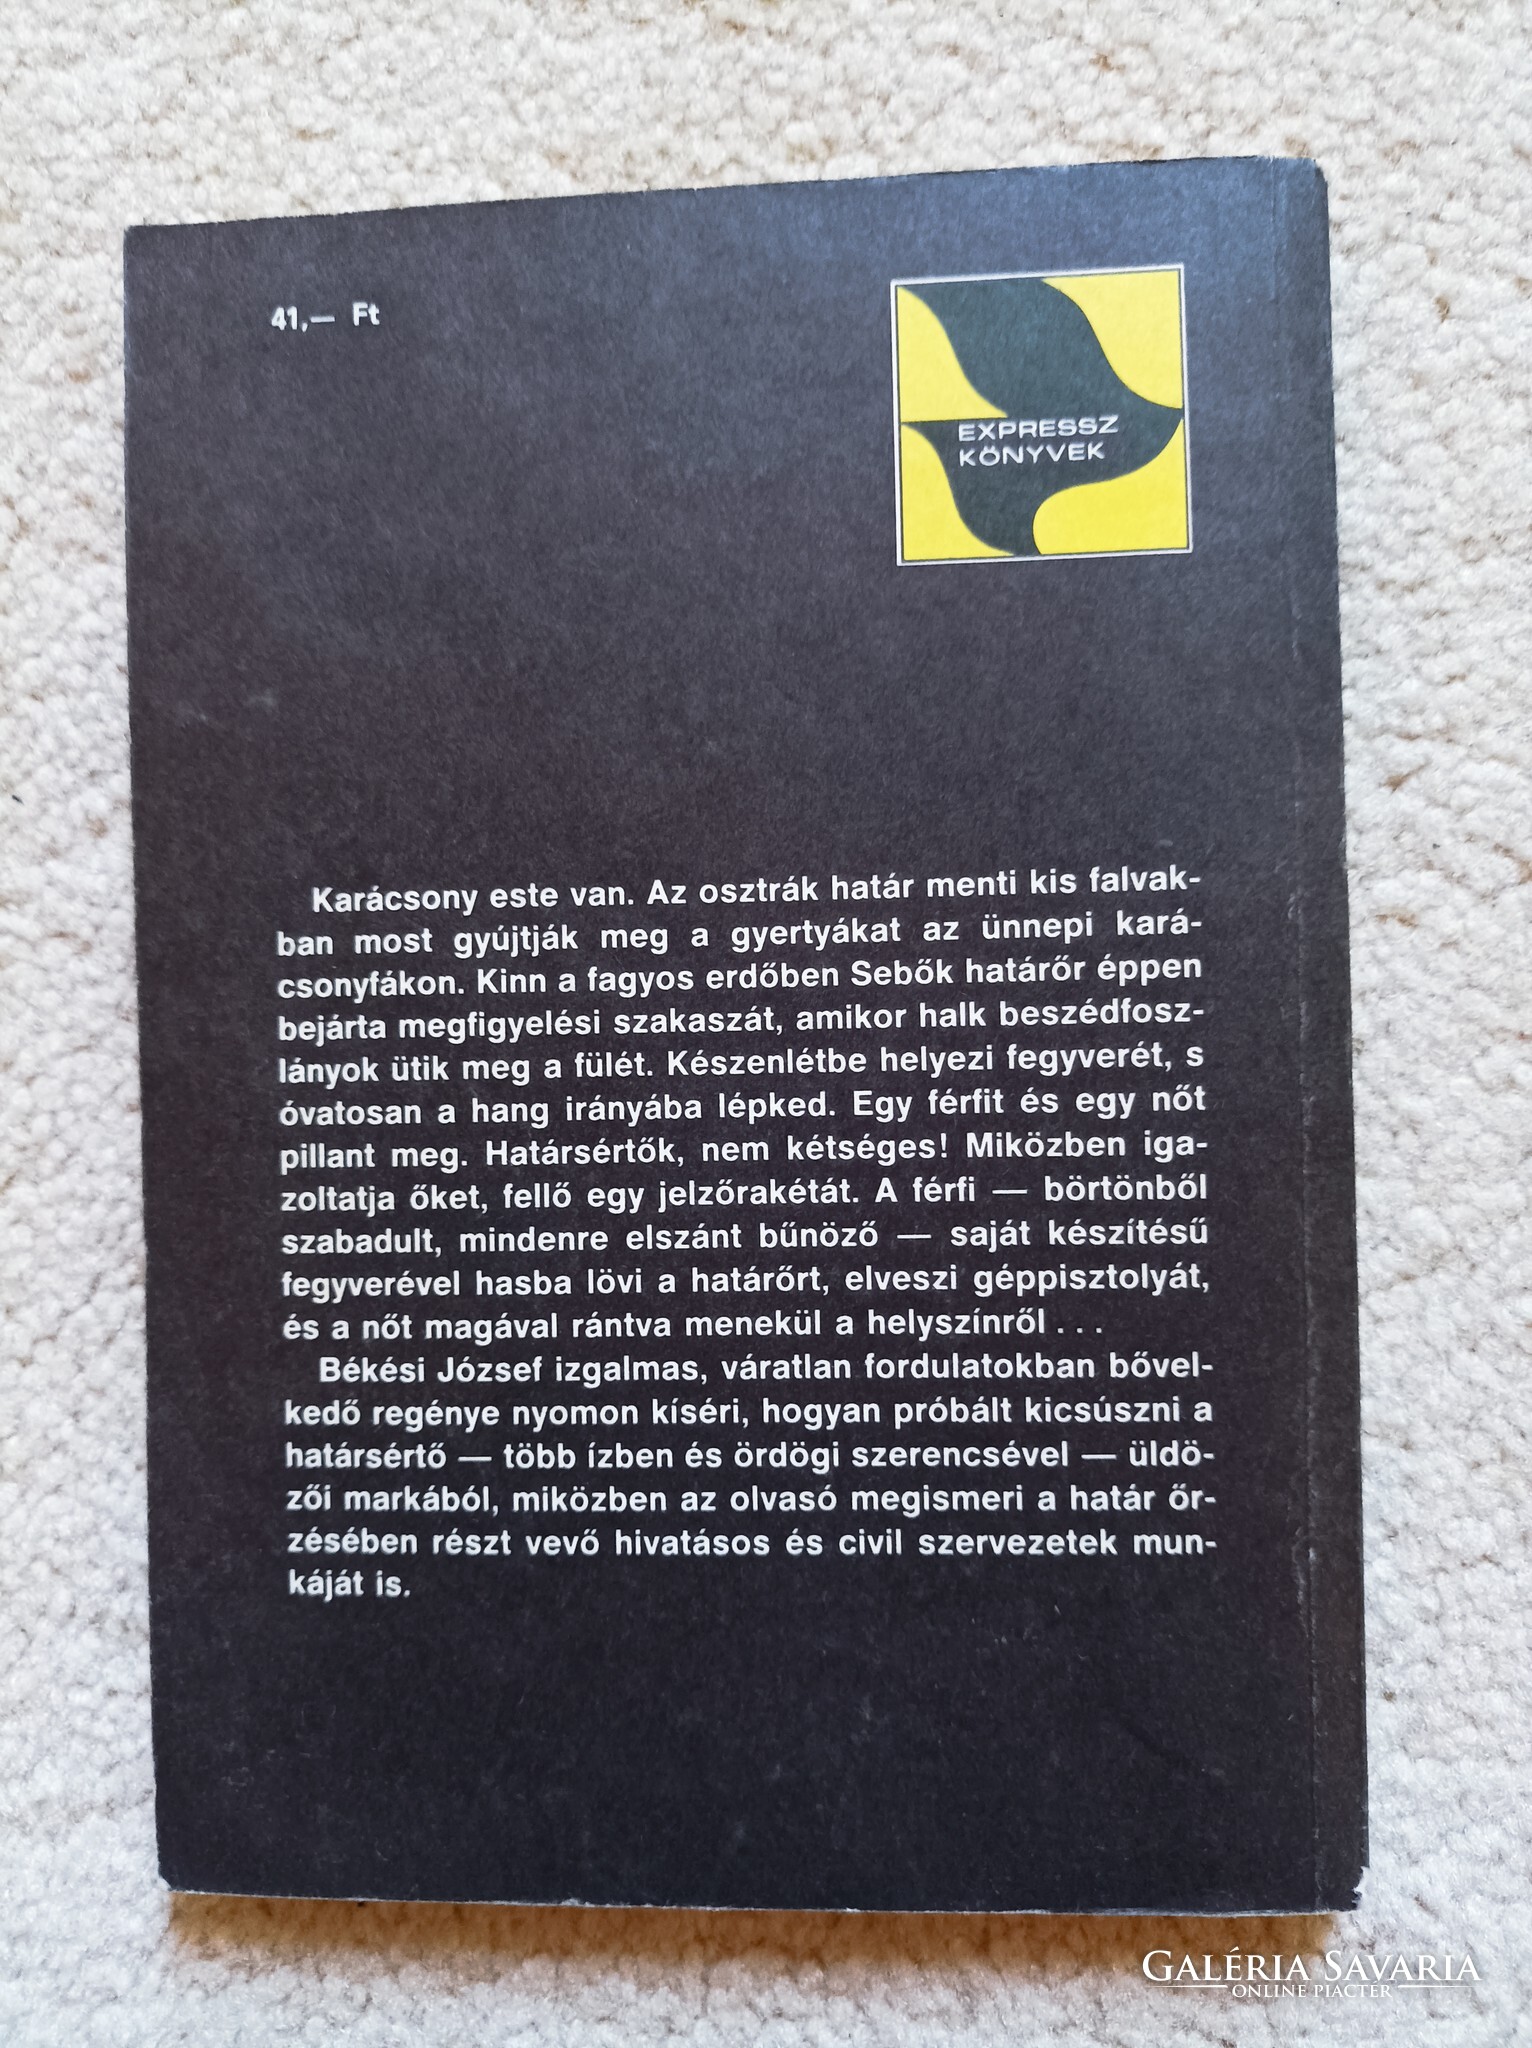 41,— Ft
EXPRESSZ
KÖNYVEK
Karácsony este van. Az osztrák határ menti kis falvak-
ban most gyújtják meg a gyertyákat az ünnepi kará-
csonyfákon. Kinn a fagyos erdőben Sebők határőr éppen
bejárta megfigyelési szakaszát, amikor halk beszédfosz-
lányok ütik meg a fülét. Készenlétbe helyezi fegyverét, s
óvatosan a hang irányába lépked. Egy férfit és egy nőt
pillant meg. Határsértők, nem kétséges! Miközben iga-
zoltatja őket, fellő egy jelzőrakétát. A férfi — börtönből
szabadult, mindenre elszánt bűnöző — saját készítésű
fegyverével hasba lövi a határőrt, elveszi géppisztolyát,
és a nőt magával rántva menekül a helyszínről . . .
Békési József izgalmas, váratlan fordulatokban bővel-
kedő regénye nyomon kíséri, hogyan próbált kicsúszni a
határsértő — több ízben és ördögi szerencsével — üldö-
zői markából, miközben az olvasó megismeri a határ őr-
zésében részt vevő hivatásos és civil szervezetek mun-
káját is.
GALÉRIA SAVARIA
ONLINE PIACTÉR